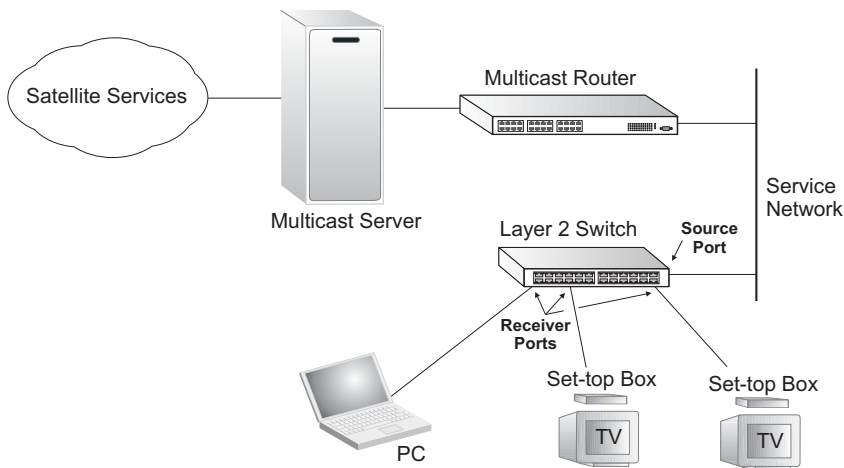 Satellite Services
Multicast Router
Multicast Server
Service
Network
Layer 2 Switch
Source
Port
Receiver
Ports
Set-top Box
Set-top Box
TV
TV
PC